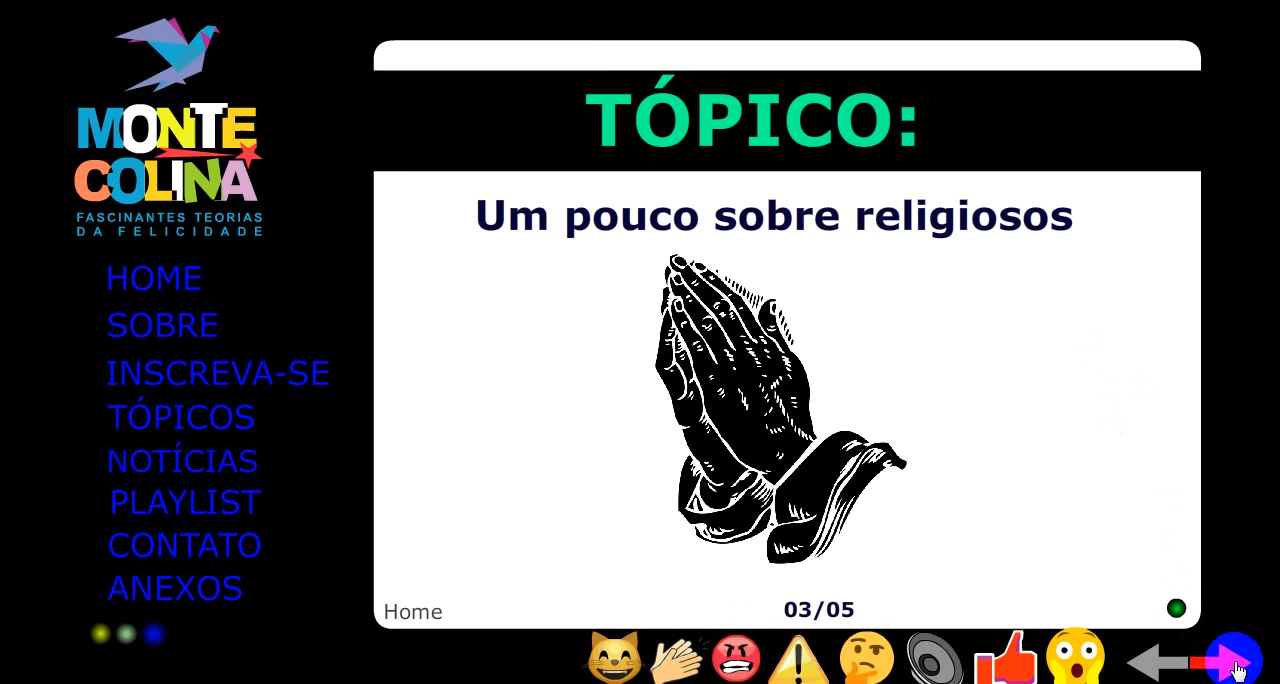 MONTE
COLINA
FASCINANTES TEORIAS
DA FELICIDADE
HOME
SOBRE
INSCREVA-SE
TÓPICOS
NOTÍCIAS
PLAYLIST
CONTATO
ANEXOS
TÓPICO:
Um pouco sobre religiosos
Home
03/05